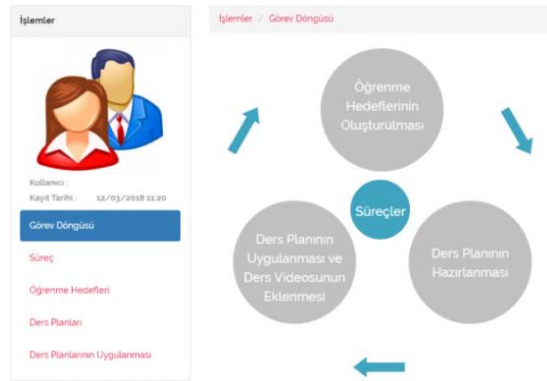 İşlemler
Kullanıcı :
Kayıt Tarihi : 12/03/2018 11:20
Görev Döngüsü
Süreç
Öğrenme Hedefleri
Ders Planları
Ders Planlarının Uygulanması
İşlemler / Görev Döngüsü
Öğrenme
Hedeflerinin
Oluşturulması
Süreçler
Ders Planının
Uygulanması ve
Ders Videosunun
Eklenmesi
Ders Planının
Hazırlanması